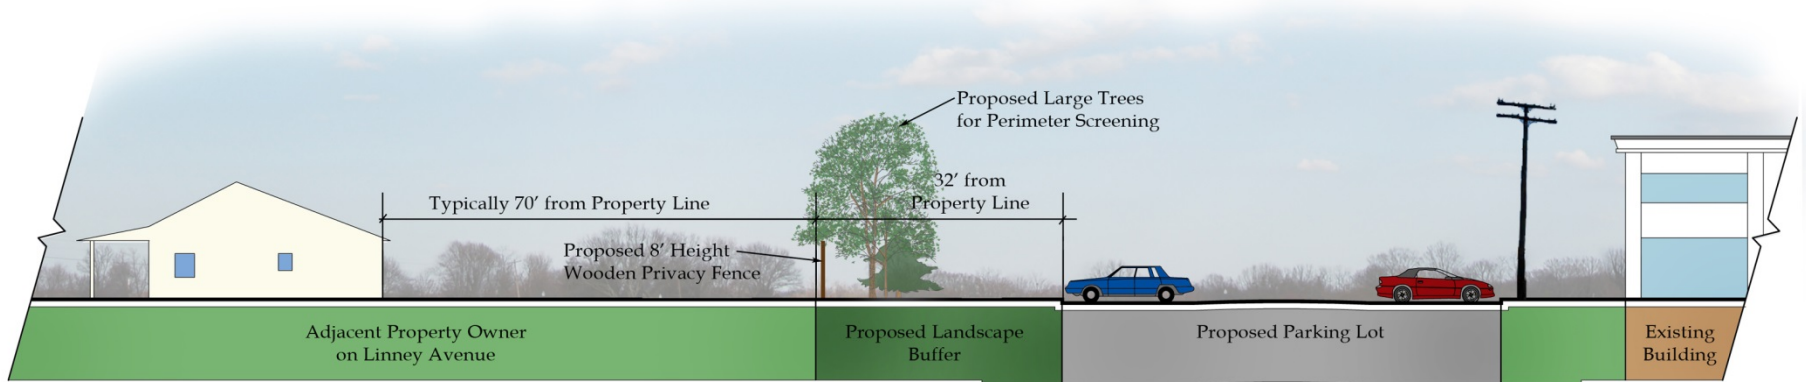 Proposed Large Trees
for Perimeter Screening
Typically 70’ from Property Line
32’ from
Property Line
Proposed 8’ Height
Wooden Privacy Fence
Adjacent Property Owner
on Linney Avenue
Proposed Landscape
Buffer
Proposed Parking Lot
Existing
Building